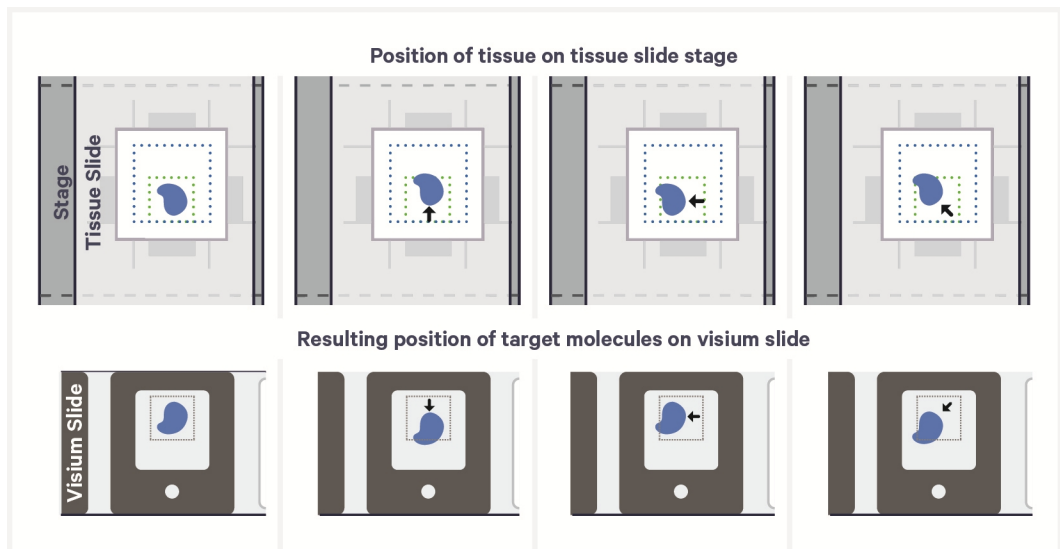 Position of tissue on tissue slide stage
Stage
Tissue Slide
Resulting position of target molecules on visium slide
Visium Slide